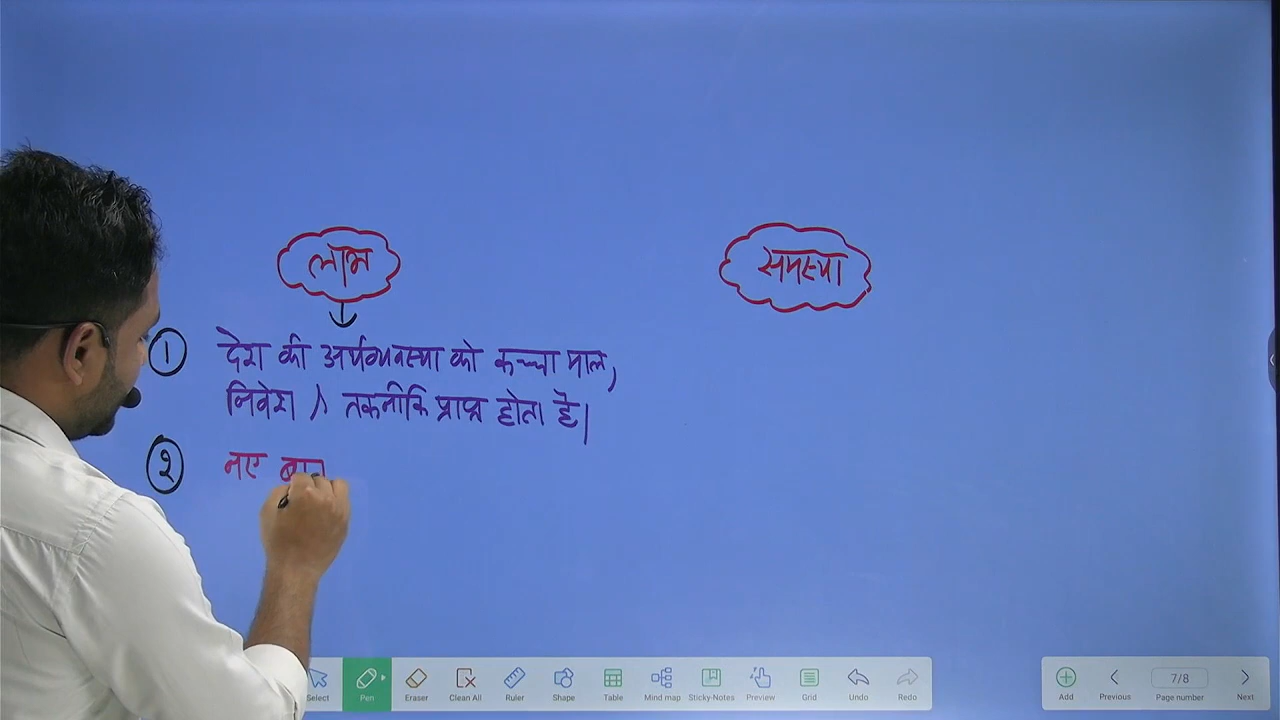 लाभ
समस्या
① देश की अर्थव्यवस्था को कच्चा माल,
निवेश / तकनीकि प्राप्त होता है।
② नए
Select Pen Eraser Clean All Ruler Shape Table Mind map Sticky-Notes Preview Grid Undo Redo
Add Previous 7/8 Page number Next